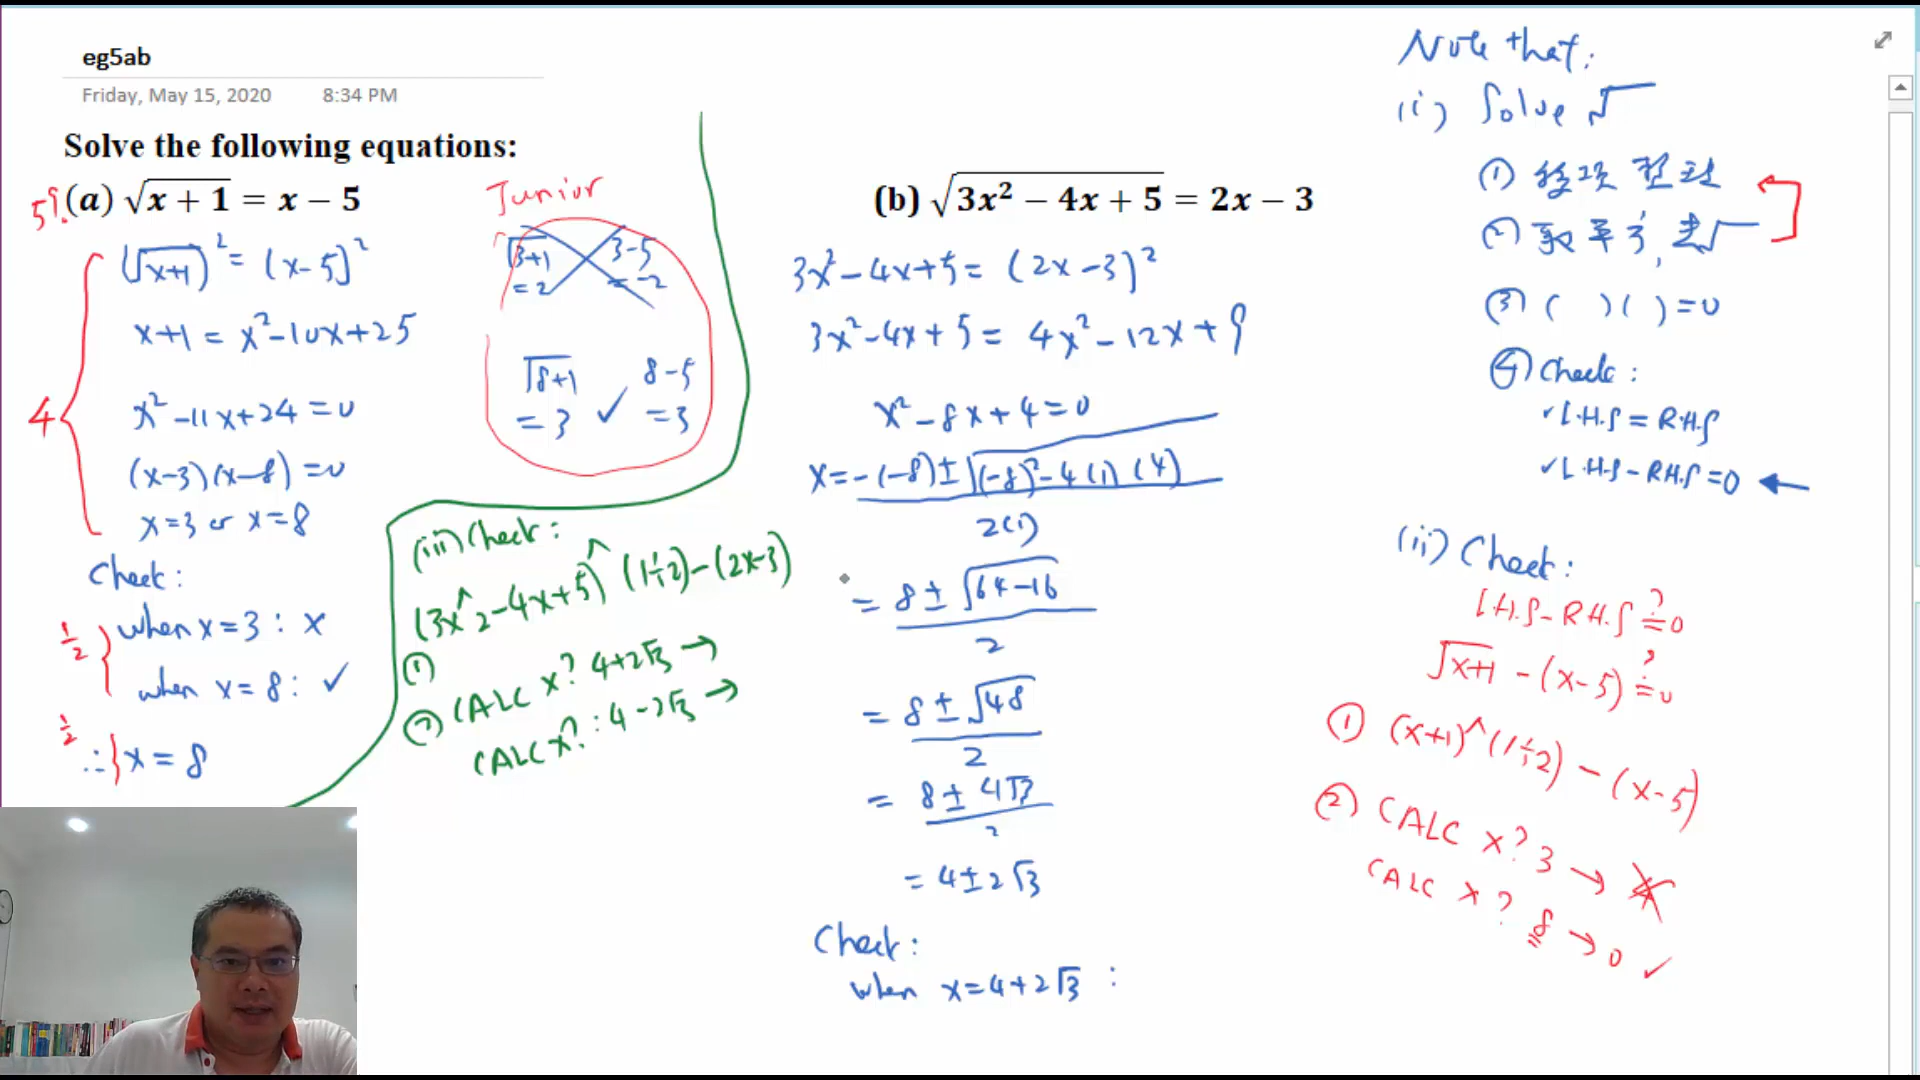 eg5ab
Friday, May 15, 2020 8:34 PM
Solve the following equations:
5分 (a) √(x + 1) = x − 5
(√(x+1))² = (x−5)²
x+1 = x²−10x+25
4
x²−11x+24 = 0
(x−3)(x−8) = 0
x=3 or x=8
Check:
1/2
when x=3 : ×
when x=8 : ✓
1/2
∴ x = 8
Junior
√(3+1) 3−5
= 2 = −2
√(8+1) 8−5
= 3 ✓ = 3
(iii) Check:
(3x^2−4x+5)^(1÷2)−(2x−3)
①
② CALC x? 4+2√3 →
CALC x? : 4−2√3 →
(b) √(3x² − 4x + 5) = 2x − 3
3x²−4x+5 = (2x−3)²
3x²−4x+5 = 4x²−12x+9
x²−8x+4=0
x = (−(−8)±√((−8)²−4(1)(4)))/(2(1))
= (8±√(64−16))/2
= (8±√48)/2
= (8±4√3)/2
= 4±2√3
Check:
when x=4+2√3 :
Note that:
(i) Solve √
① 移項
② 取平方, 走√
③ ( )( )=0
④ Check:
✓L.H.S = R.H.S
✓L.H.S − R.H.S = 0 ←
(ii) Check:
L.H.S − R.H.S ≟ 0
√(x+1) − (x−5) ≟ 0
① (x+1)^(1÷2) − (x−5)
② CALC x? 3 →
CALC x? 8 → 0 ✓